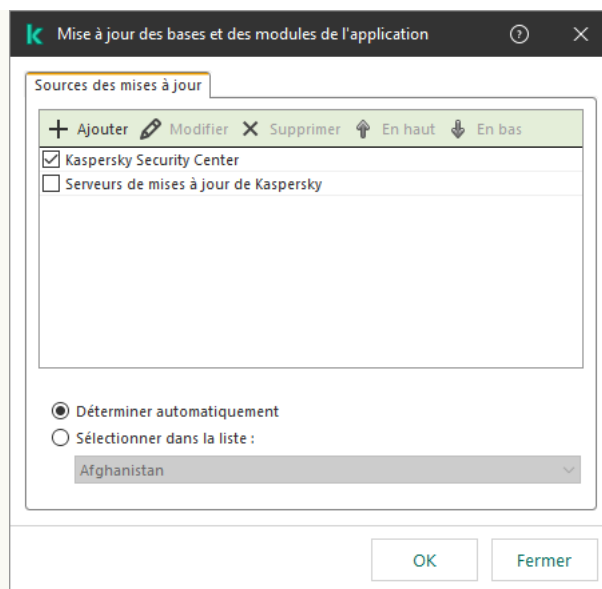 Mise à jour des bases et des modules de l'application
Sources des mises à jour
Ajouter Modifier Supprimer En haut En bas
Kaspersky Security Center
Serveurs de mises à jour de Kaspersky
Déterminer automatiquement
Sélectionner dans la liste :
Afghanistan
OK Fermer